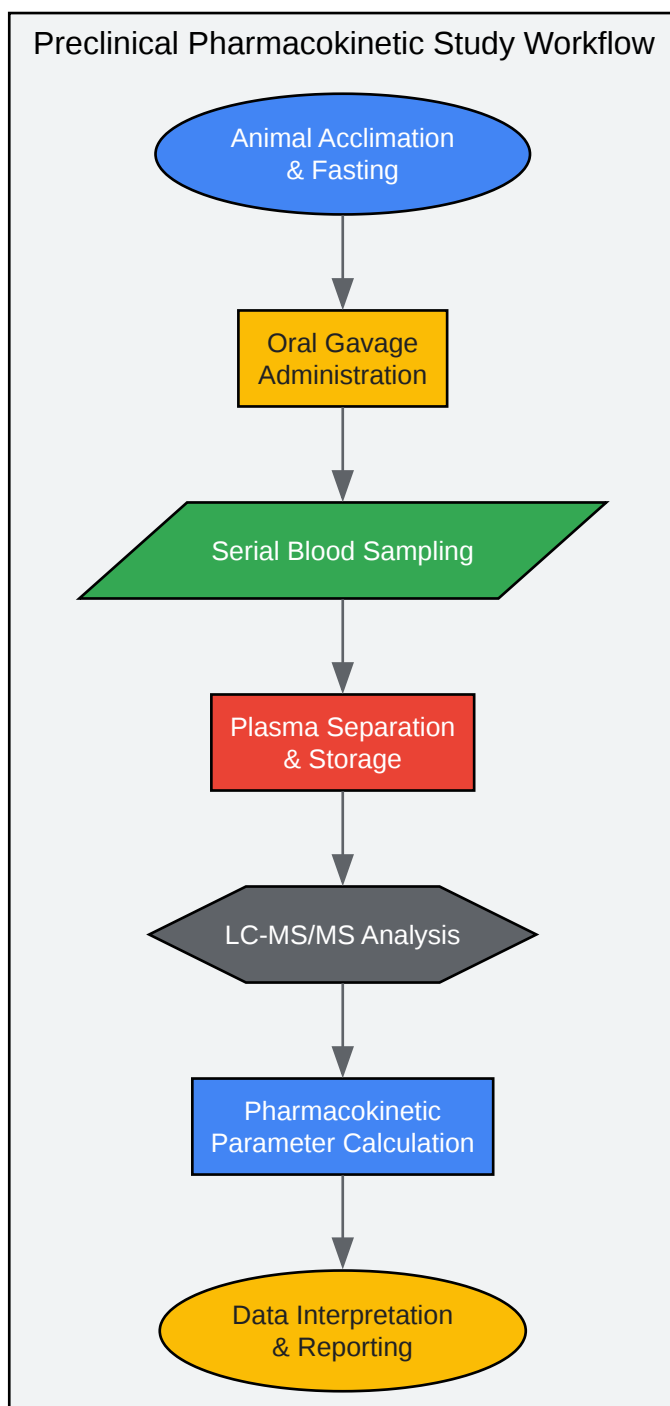 Preclinical Pharmacokinetic Study Workflow
Animal Acclimation
& Fasting
Oral Gavage
Administration
Serial Blood Sampling
Plasma Separation
& Storage
LC-MS/MS Analysis
Pharmacokinetic
Parameter Calculation
Data Interpretation
& Reporting